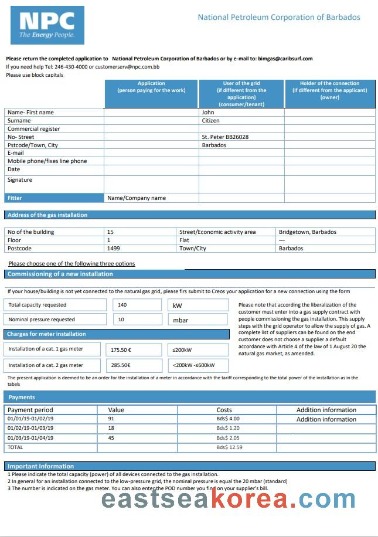 NPC
The Energy People.
National Petroleum Corporation of Barbados
Please return the completed application to National Petroleum Corporation of Barbados or by e-mail to: bimgas@caribsurf.com
If you need help Tel: 246-430-4000 or customerserv@npc.com.bb
Please use block capitals
Application (person paying for the work)
User of the grid (if different from the application) (consumer/tenant)
Holder of the connection (if different from the applicant) (owner)
Name- First name John
Surname Citizen
Commercial register
No- Street St. Peter BB26028
Pstcode/Town, City Barbados
E-mail
Mobile phone/fixes line phone
Date
Signature
Fitter Name/Company name
Address of the gas installation
No of the building 15 Street/Economic activity area Bridgetown, Barbados
Floor 1 Flat —
Postcode 1499 Town/City Barbados
Please choose one of the following three options
Commissioning of a new installation
If your house/building is not yet connected to the natural gas grid, please firs submit to Creos your application for a new connection using the form
Total capacity requested 140 kW
Nominal pressure requested 10 mbar
Please note that according the liberalization of the
customer must enter into a gas supply contract with
people commissioning the gas installation. This supply
steps with the grid operator to allow the supply of gas. A
complete list of suppliers can be found on the end
customer does not choose a supplier a default
accordance with Article 4 of the law of 1 August 20 the
natural gas market, as amended.
Charges for meter installation
Installation of a cat. 1 gas meter 175.50 € ≤200kW
Installation of a cat. 2 gas meter 285.50€ <200kW-≤500kW
The present application is deemed to be an order for the installation of a meter in accordance with the tariff corresponding to the total power of the installation as in the
tabels
Payments
Payment period Value Costs Addition information
01/01/19-01/02/19 91 Bds$ 4.00 Addition information
01/02/19-01/03/19 18 Bds$ 1.20
01/03/19-01/04/19 45 Bds$ 2.05
TOTAL Bds$ 12.59
Important Information
1 Please indicate the total capacity (power) of all devices connected to the gas installation.
2 In general for an installation connected to the low-pressure grid, the nominal pressure is equal the 20 mbar (standard)
3 The number is indicated on the gas meter. You can also enter the POD number you find on your supplier's bill.
eastseakorea.com